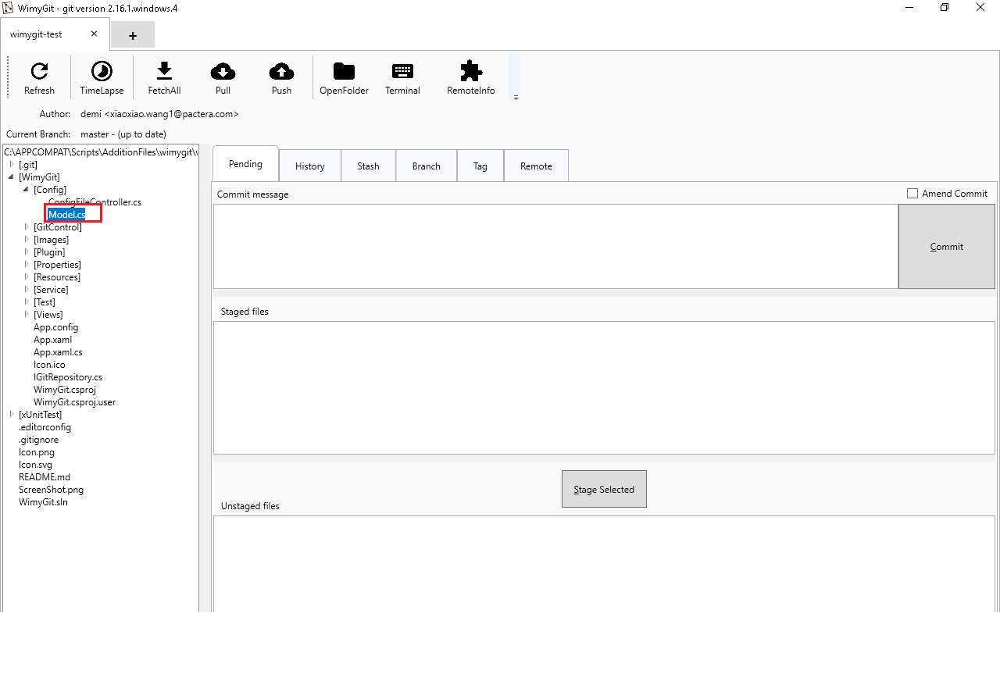 WimyGit - git version 2.16.1.windows.4
wimygit-test
+
Refresh
TimeLapse
FetchAll
Pull
Push
OpenFolder
Terminal
RemoteInfo
Author: demi <xiaoxiao.wang1@pactera.com>
Current Branch: master - (up to date)
C:\APPCOMPAT\Scripts\AdditionFiles\wimygit\
[.git]
[WimyGit]
[Config]
ConfigFileController.cs
Model.cs
[GitControl]
[Images]
[Plugin]
[Properties]
[Resources]
[Service]
[Test]
[Views]
App.config
App.xaml
App.xaml.cs
Icon.ico
IGitRepository.cs
WimyGit.csproj
WimyGit.csproj.user
[xUnitTest]
.editorconfig
.gitignore
Icon.png
Icon.svg
README.md
ScreenShot.png
WimyGit.sln
Pending
History
Stash
Branch
Tag
Remote
Commit message
Amend Commit
Commit
Staged files
Stage Selected
Unstaged files